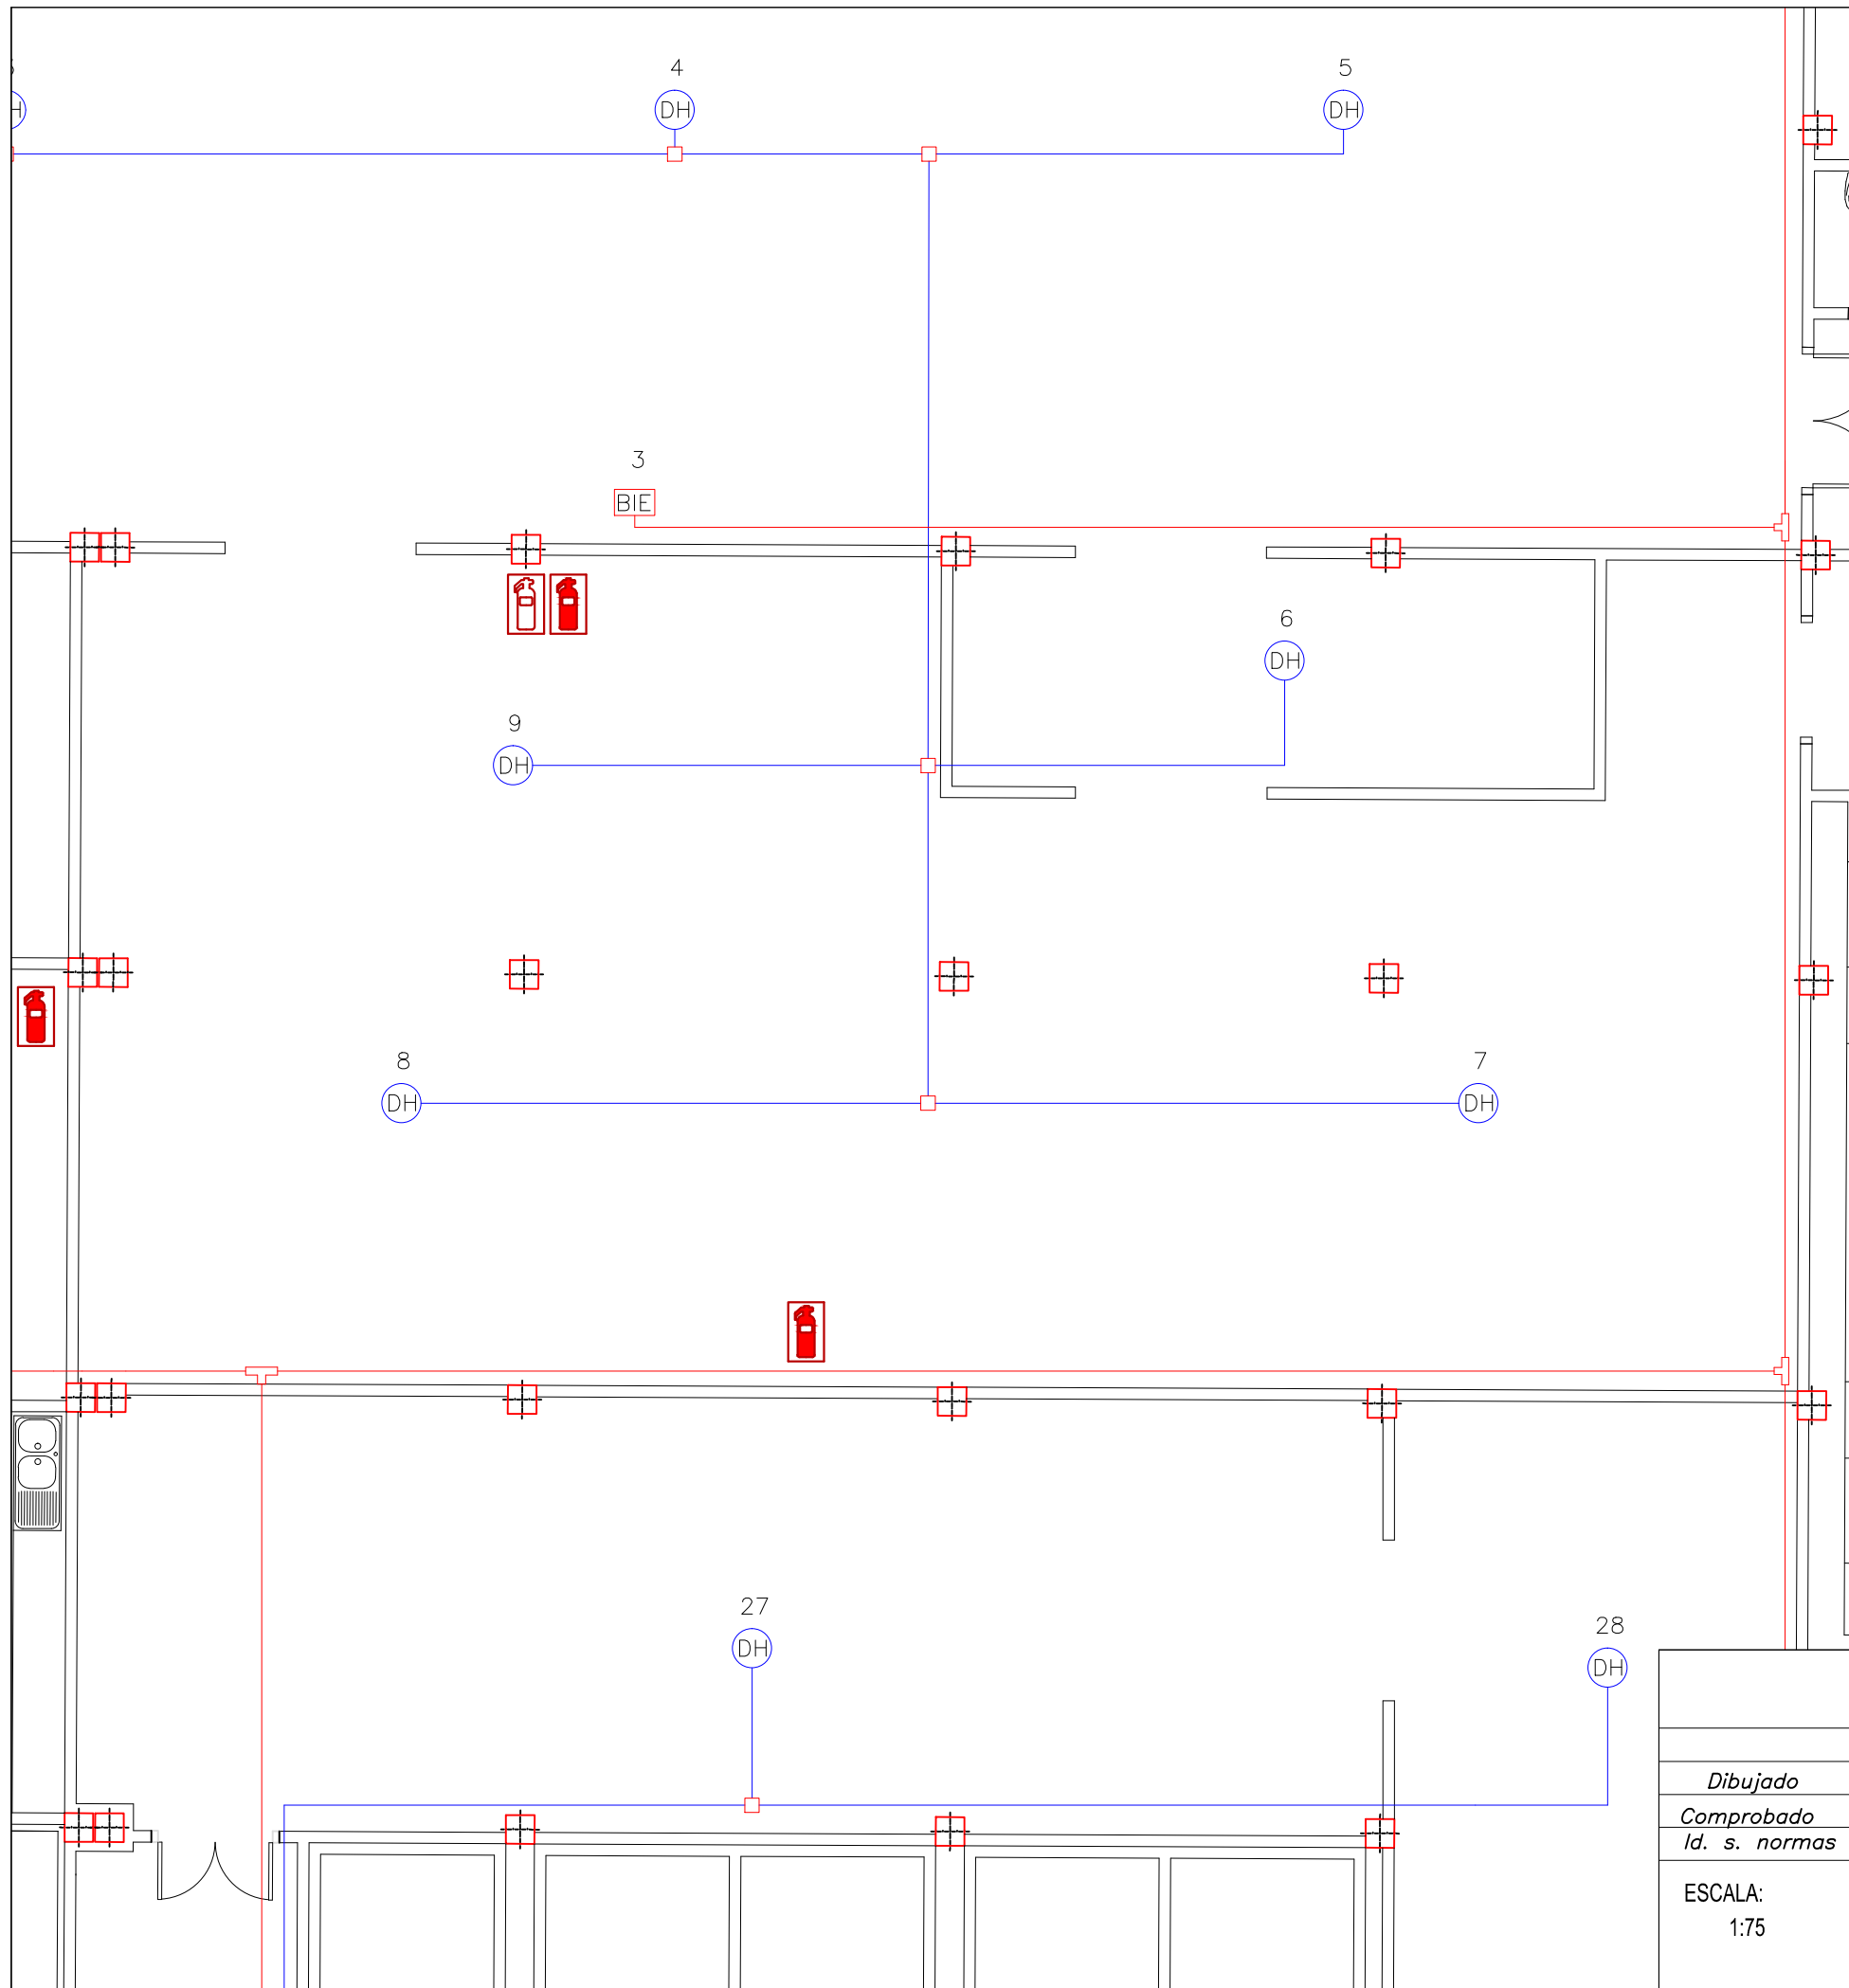 4
5
DH
DH
3
BIE
6
DH
9
DH
8
7
DH
DH
27
28
DH
DH
Dibujado
Comprobado
Id. s. normas
ESCALA:
1:75